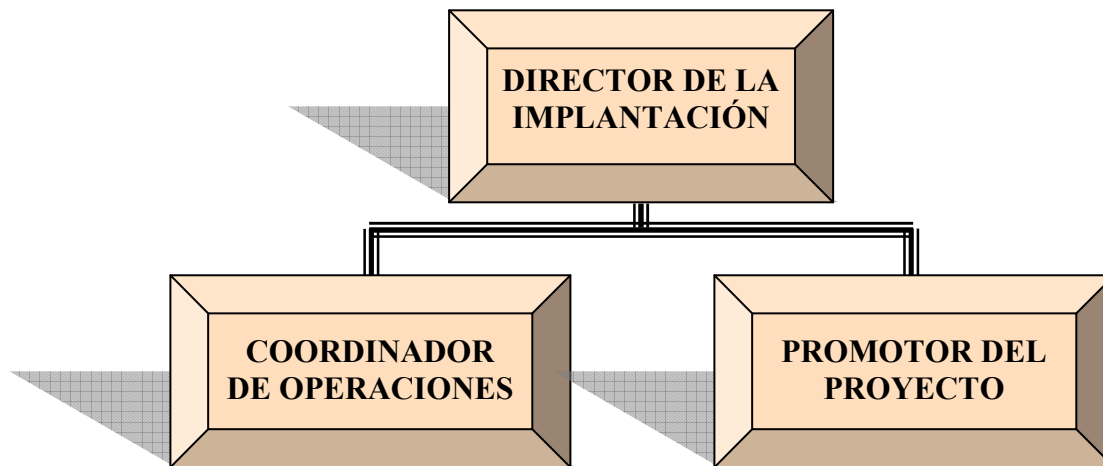 DIRECTOR DE LA
IMPLANTACIÓN
COORDINADOR
DE OPERACIONES
PROMOTOR DEL
PROYECTO